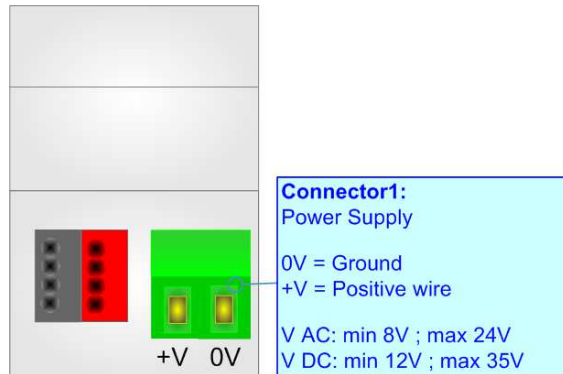 Connector1:
Power Supply
0V = Ground
+V = Positive wire
V AC: min 8V ; max 24V
V DC: min 12V ; max 35V
+V 0V